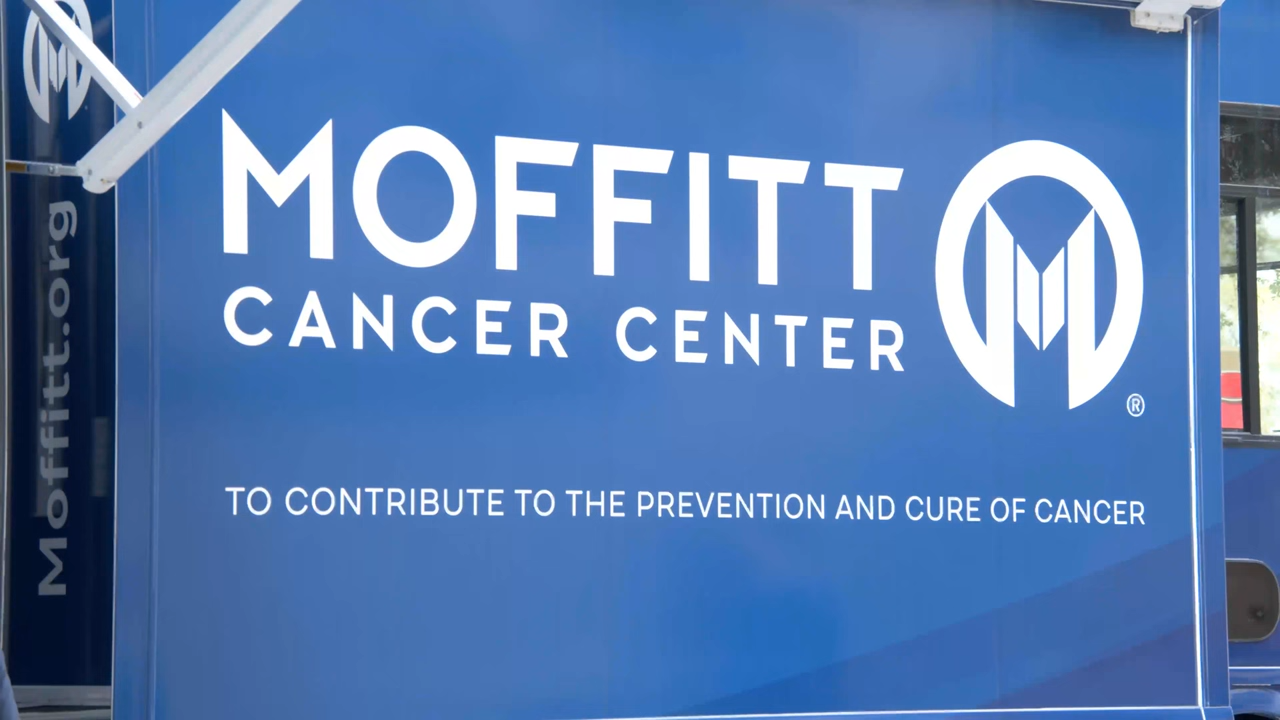 MOFFITT
CANCER CENTER
®
TO CONTRIBUTE TO THE PREVENTION AND CURE OF CANCER
Moffitt.org